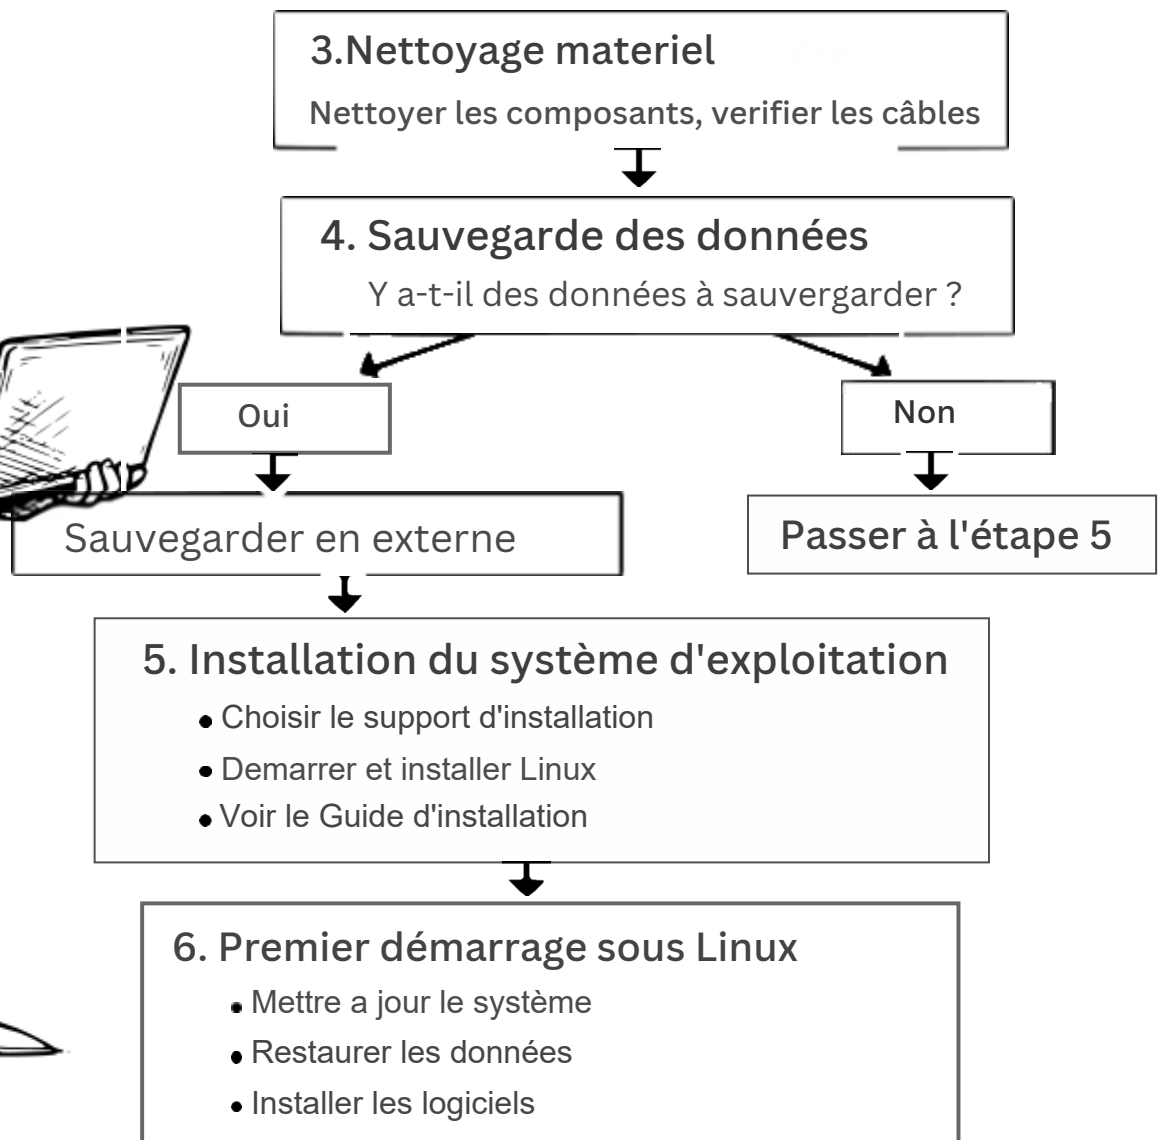 3.Nettoyage materiel
Nettoyer les composants, verifier les câbles
4. Sauvegarde des données
Y a-t-il des données à sauvergarder ?
Oui
Non
Sauvegarder en externe
Passer à l'étape 5
5. Installation du système d'exploitation
• Choisir le support d'installation
• Demarrer et installer Linux
• Voir le Guide d'installation
6. Premier démarrage sous Linux
• Mettre a jour le système
• Restaurer les données
• Installer les logiciels